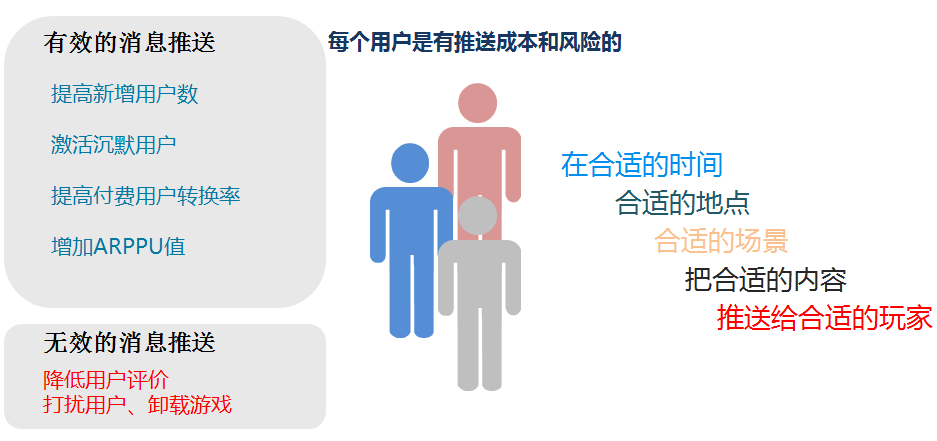 有效的消息推送
提高新增用户数
激活沉默用户
提高付费用户转换率
增加ARPPU值
无效的消息推送
降低用户评价
打扰用户、卸载游戏
每个用户是有推送成本和风险的
在合适的时间
合适的地点
合适的场景
把合适的内容
推送给合适的玩家